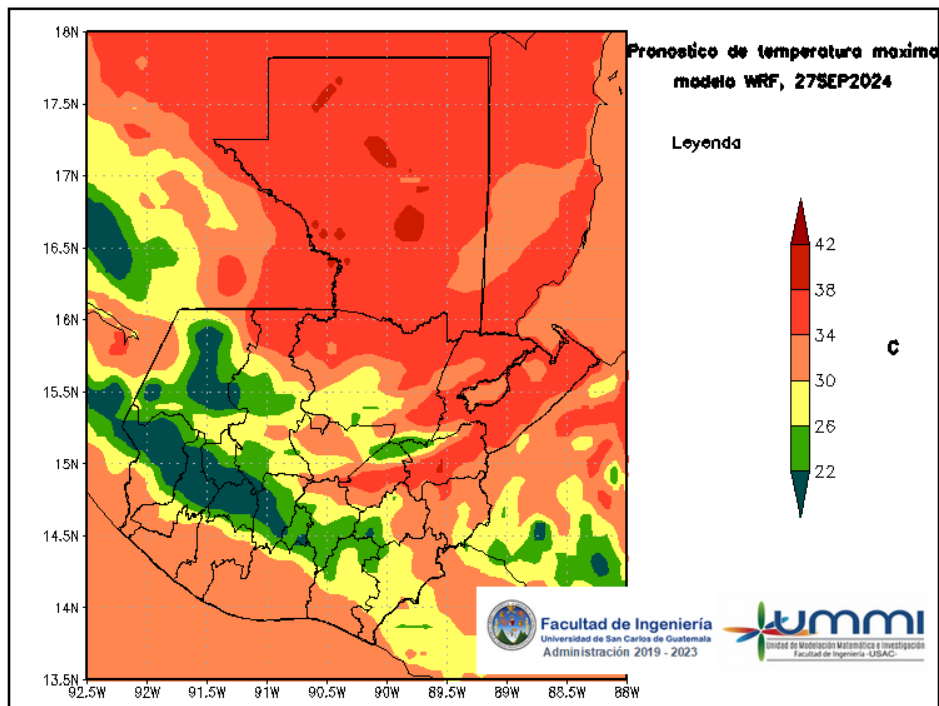 Pronostico de temperatura maxima
modelo WRF, 27SEP2024
Leyenda
18N
17.5N
17N
16.5N
16N
15.5N
15N
14.5N
14N
13.5N
92.5W
92W
91.5W
91W
90.5W
90W
89.5W
89W
88.5W
88W
42
38
34
30
26
22
C
Facultad de Ingeniería
Universidad de San Carlos de Guatemala
Administración 2019 - 2023
ummi
Unidad de Modelación Matemática e Investigación
Facultad de Ingeniería -USAC-